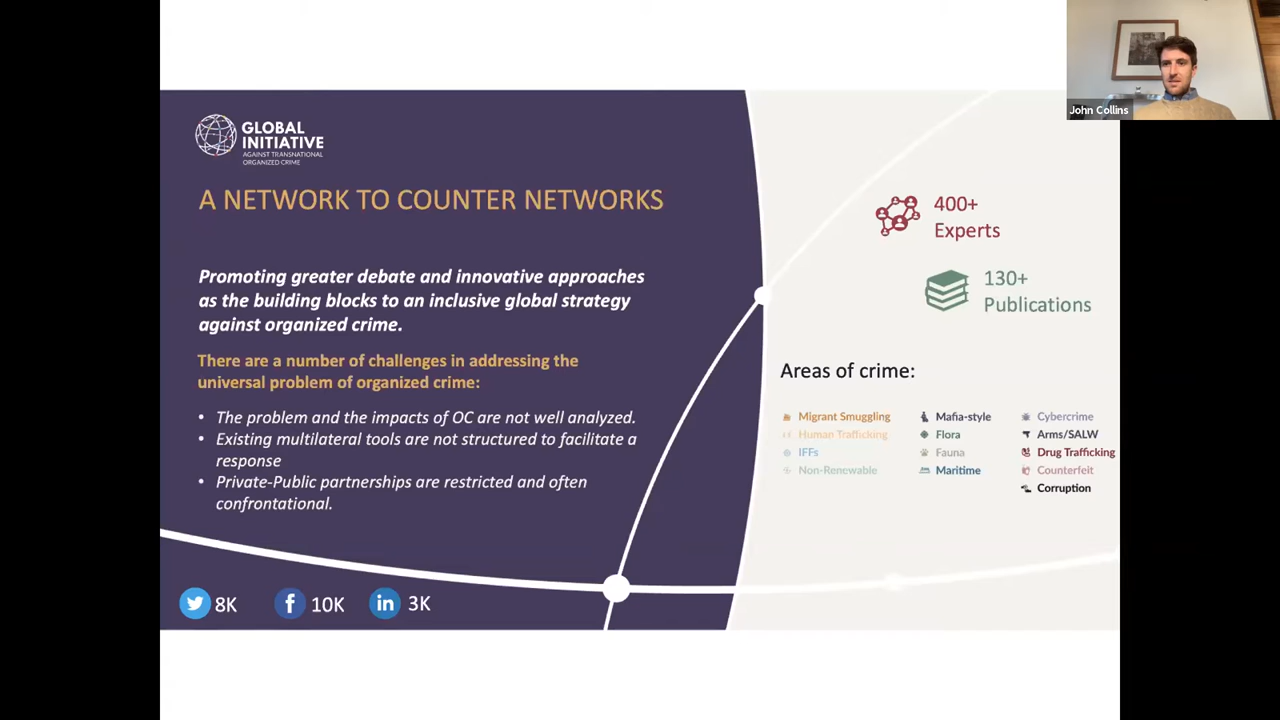 GLOBAL
INITIATIVE
AGAINST TRANSNATIONAL
ORGANIZED CRIME
A NETWORK TO COUNTER NETWORKS
Promoting greater debate and innovative approaches
as the building blocks to an inclusive global strategy
against organized crime.
There are a number of challenges in addressing the
universal problem of organized crime:
• The problem and the impacts of OC are not well analyzed.
• Existing multilateral tools are not structured to facilitate a
response
• Private-Public partnerships are restricted and often
confrontational.
8K
10K
3K
400+
Experts
130+
Publications
Areas of crime:
Migrant Smuggling
Human Trafficking
IFFs
Non-Renewable
Mafia-style
Flora
Fauna
Maritime
Cybercrime
Arms/SALW
Drug Trafficking
Counterfeit
Corruption
John Collins